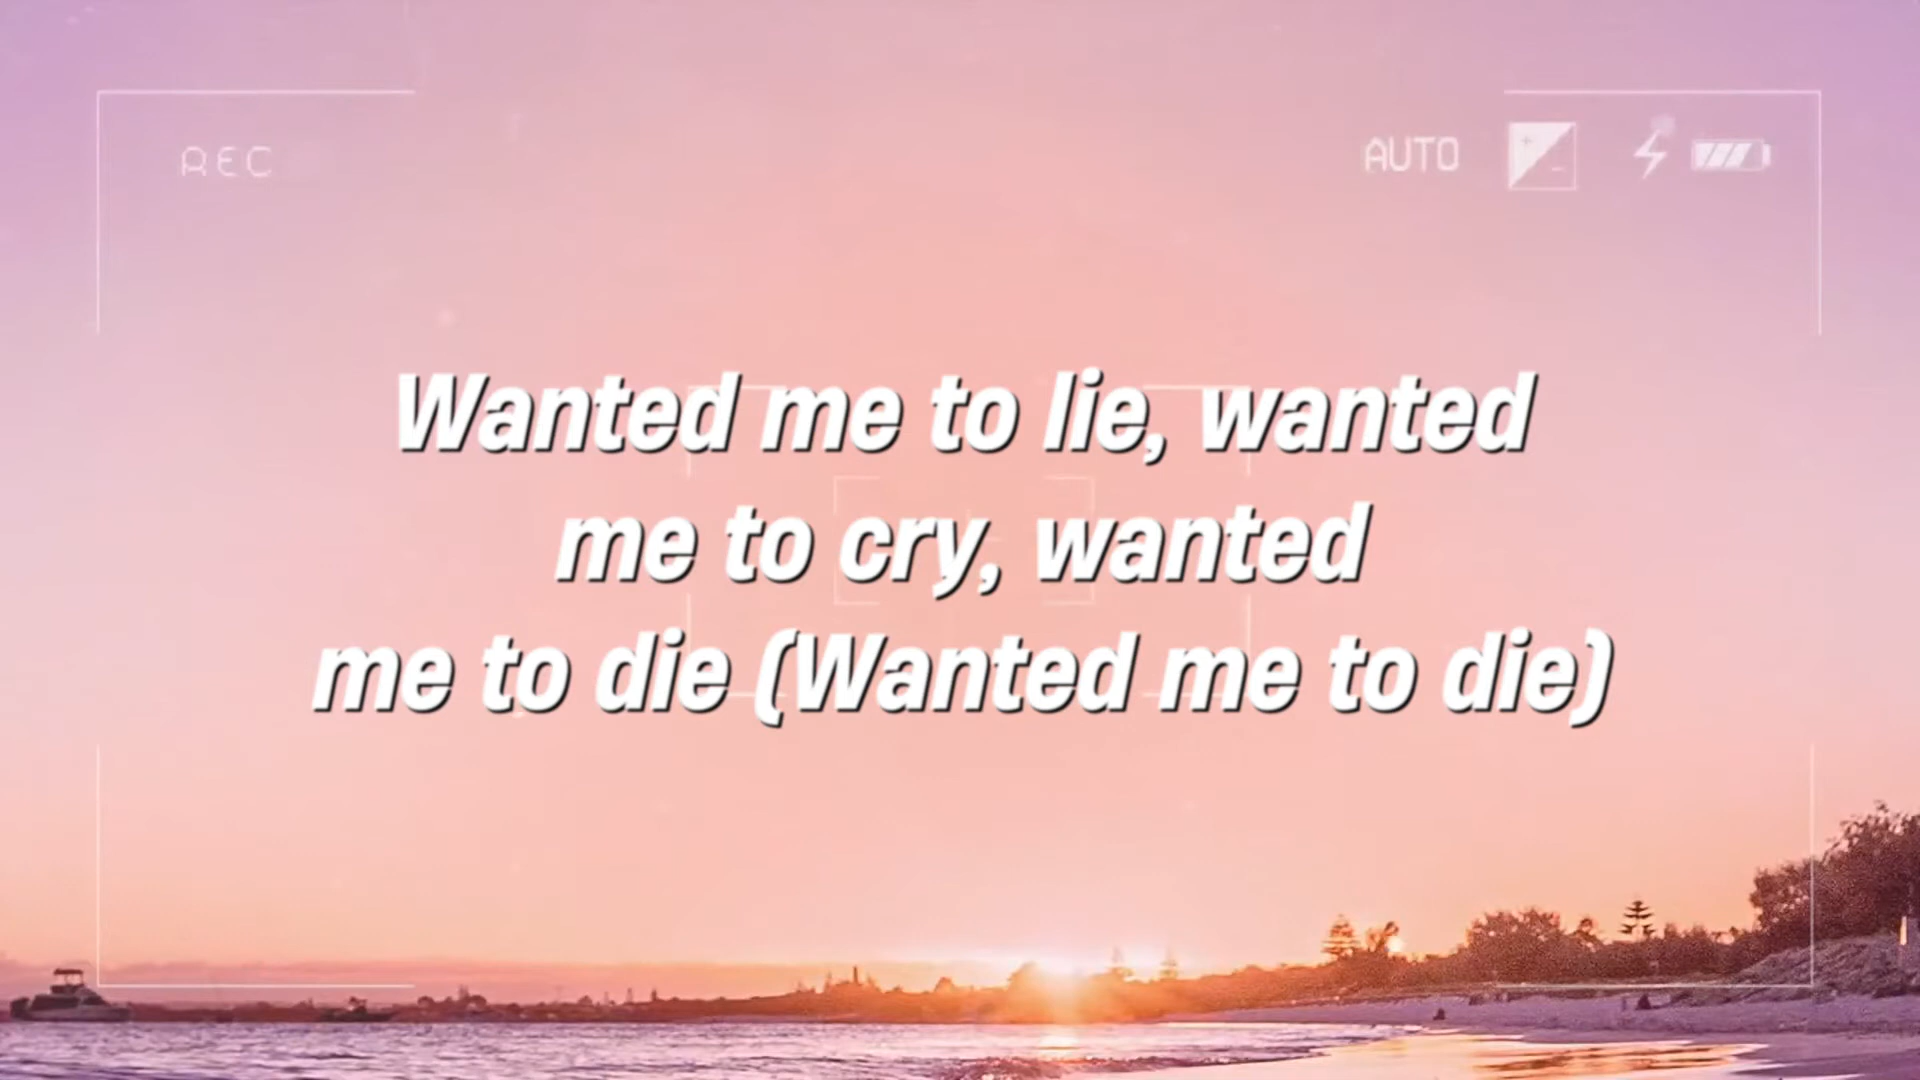 REC
AUTO
Wanted me to lie, wanted
me to cry, wanted
me to die (Wanted me to die)